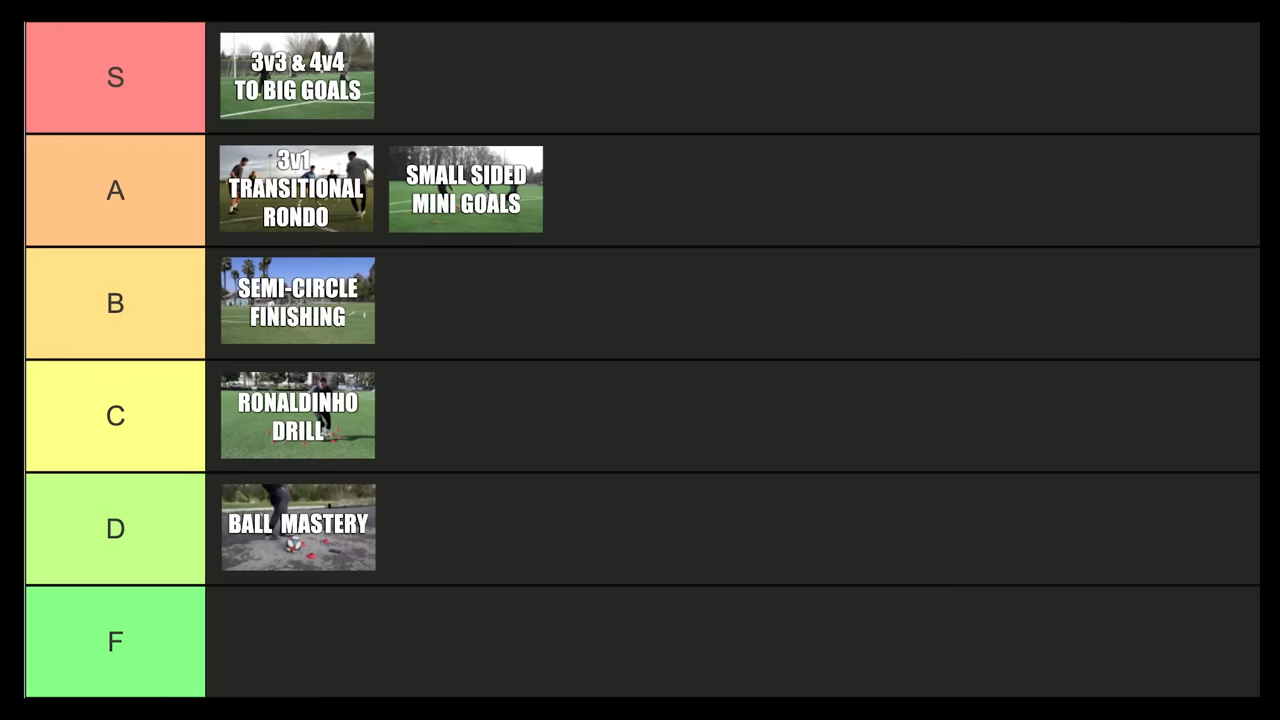 S
3v3 & 4v4
TO BIG GOALS
A
3v1
TRANSITIONAL
RONDO
SMALL SIDED
MINI GOALS
B
SEMI-CIRCLE
FINISHING
C
RONALDINHO
DRILL
D
BALL MASTERY
F